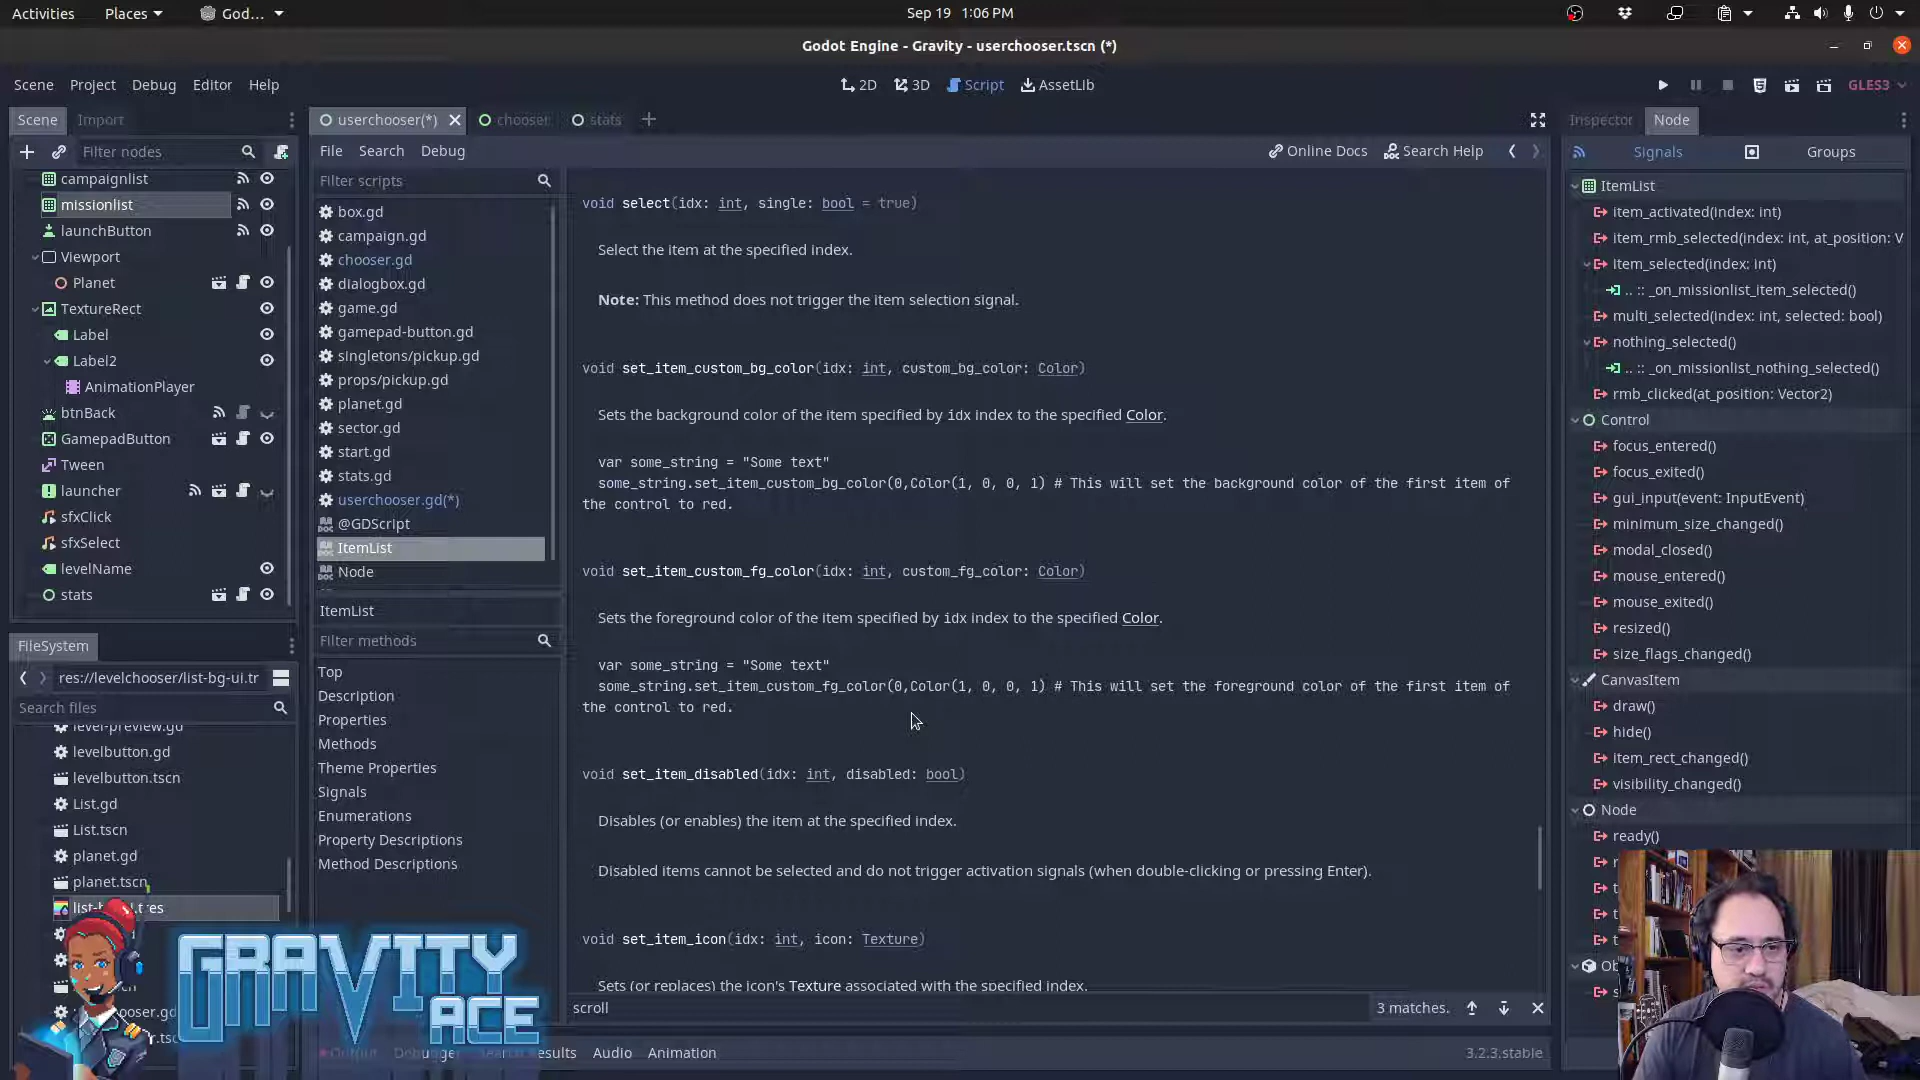 Activities
Places
God...
Sep 19 1:06 PM
Godot Engine - Gravity - userchooser.tscn (*)
Scene
Project
Debug
Editor
Help
2D
3D
Script
AssetLib
GLES3
Scene
Import
Filter nodes
campaignlist
missionlist
launchButton
Viewport
Planet
TextureRect
Label
Label2
AnimationPlayer
btnBack
GamepadButton
Tween
launcher
sfxClick
sfxSelect
levelName
stats
FileSystem
res://levelchooser/list-bg-ui.tr
Search files
level-preview.gd
levelbutton.gd
levelbutton.tscn
List.gd
List.tscn
planet.gd
planet.tscn
GRAVITY
ACE
userchooser(*)
chooser
stats
File
Search
Debug
Online Docs
Search Help
Filter scripts
box.gd
campaign.gd
chooser.gd
dialogbox.gd
game.gd
gamepad-button.gd
singletons/pickup.gd
props/pickup.gd
planet.gd
sector.gd
start.gd
stats.gd
userchooser.gd(*)
@GDScript
ItemList
Node
ItemList
Filter methods
Top
Description
Properties
Methods
Theme Properties
Signals
Enumerations
Property Descriptions
Method Descriptions
void select(idx: int, single: bool = true)
Select the item at the specified index.
Note: This method does not trigger the item selection signal.
void set_item_custom_bg_color(idx: int, custom_bg_color: Color)
Sets the background color of the item specified by idx index to the specified Color.
var some_string = "Some text"
some_string.set_item_custom_bg_color(0,Color(1, 0, 0, 1) # This will set the background color of the first item of
the control to red.
void set_item_custom_fg_color(idx: int, custom_fg_color: Color)
Sets the foreground color of the item specified by idx index to the specified Color.
var some_string = "Some text"
some_string.set_item_custom_fg_color(0,Color(1, 0, 0, 1) # This will set the foreground color of the first item of
the control to red.
void set_item_disabled(idx: int, disabled: bool)
Disables (or enables) the item at the specified index.
Disabled items cannot be selected and do not trigger activation signals (when double-clicking or pressing Enter).
void set_item_icon(idx: int, icon: Texture)
Sets (or replaces) the icon's Texture associated with the specified index.
scroll
3 matches.
Audio
Animation
3.2.3.stable
Inspector
Node
Signals
Groups
ItemList
item_activated(index: int)
item_rmb_selected(index: int, at_position: V
item_selected(index: int)
.. :: _on_missionlist_item_selected()
multi_selected(index: int, selected: bool)
nothing_selected()
.. :: _on_missionlist_nothing_selected()
rmb_clicked(at_position: Vector2)
Control
focus_entered()
focus_exited()
gui_input(event: InputEvent)
minimum_size_changed()
modal_closed()
mouse_entered()
mouse_exited()
resized()
size_flags_changed()
CanvasItem
draw()
hide()
item_rect_changed()
visibility_changed()
Node
ready()